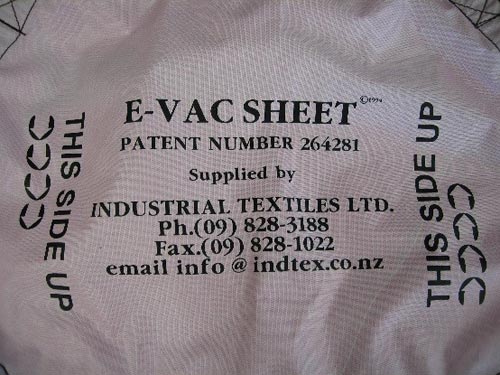 E-VAC SHEET ©1994
PATENT NUMBER 264281
Supplied by
INDUSTRIAL TEXTILES LTD.
Ph.(09) 828-3188
Fax.(09) 828-1022
email info @ indtex.co.nz
THIS SIDE UP
THIS SIDE UP